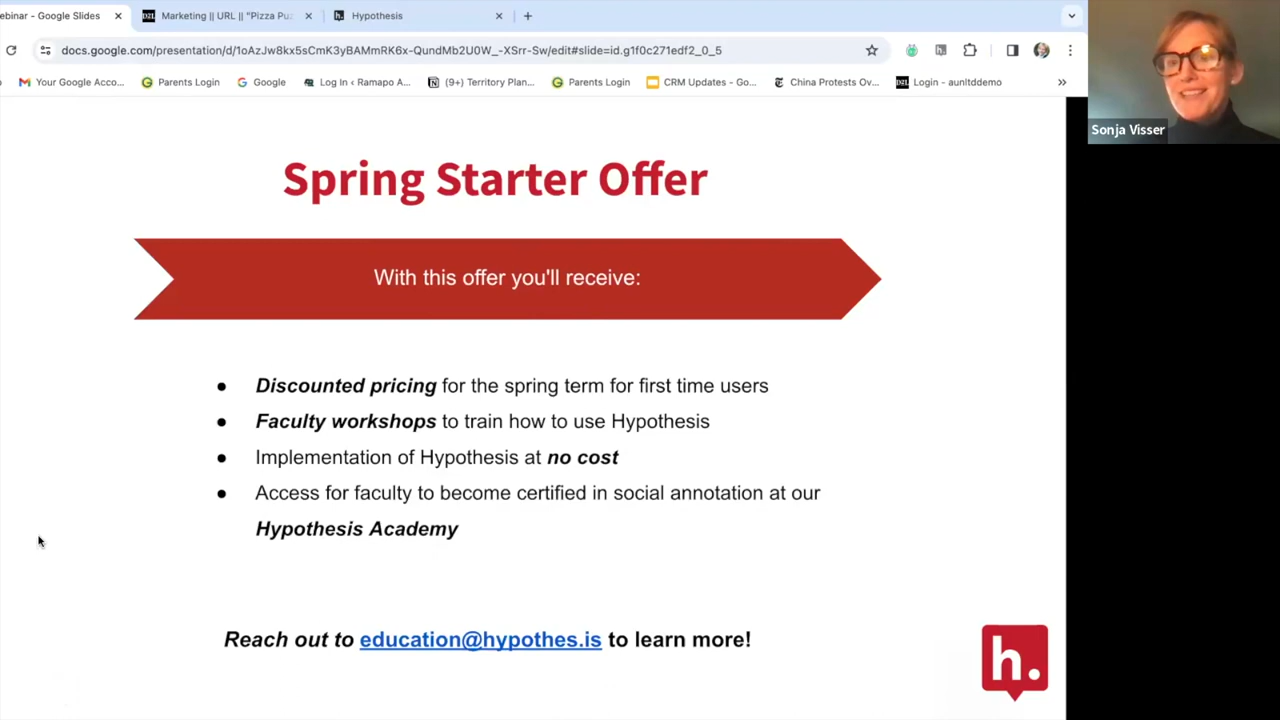 ebinar - Google Slides
Marketing || URL || "Pizza Pu
Hypothesis
docs.google.com/presentation/d/1oAzJw8kx5sCmK3yBAMmRK6x-QundMb2U0W_-XSrr-Sw/edit#slide=id.g1f0c271edf2_0_5
Your Google Acco...
Parents Login
Google
Log In ‹ Ramapo A...
(9+) Territory Plan...
Parents Login
CRM Updates - Go...
China Protests Ov...
Login - aunltddemo
Sonja Visser
Spring Starter Offer
With this offer you'll receive:
● Discounted pricing for the spring term for first time users
● Faculty workshops to train how to use Hypothesis
● Implementation of Hypothesis at no cost
● Access for faculty to become certified in social annotation at our
Hypothesis Academy
Reach out to education@hypothes.is to learn more!
h.